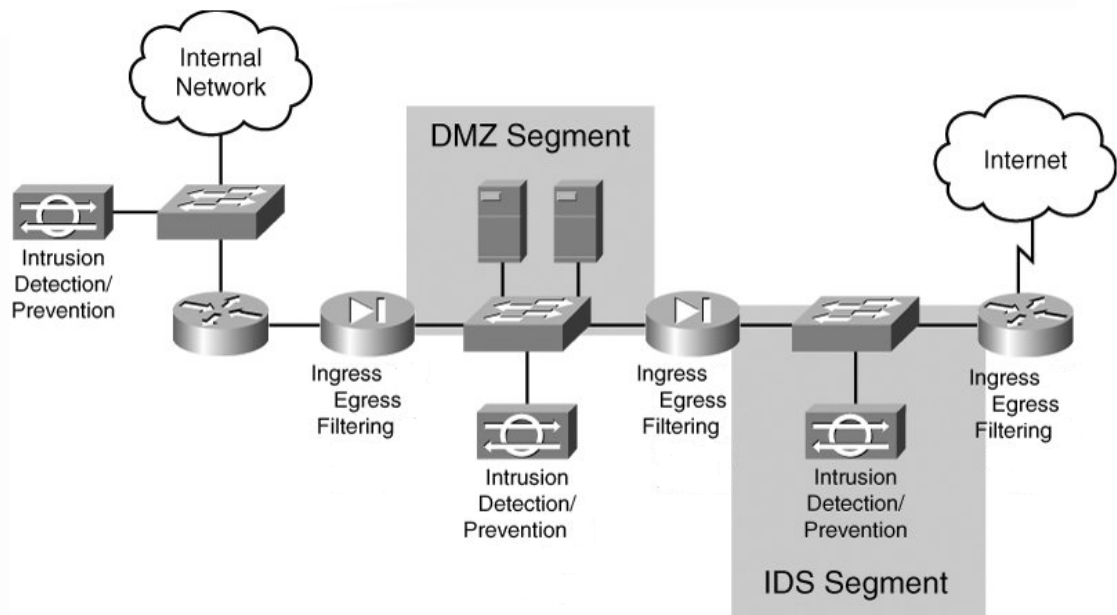 Internal
Network
DMZ Segment
Internet
Intrusion
Detection/
Prevention
Ingress
Egress
Filtering
Ingress
Egress
Filtering
Ingress
Egress
Filtering
Intrusion
Detection/
Prevention
Intrusion
Detection/
Prevention
IDS Segment